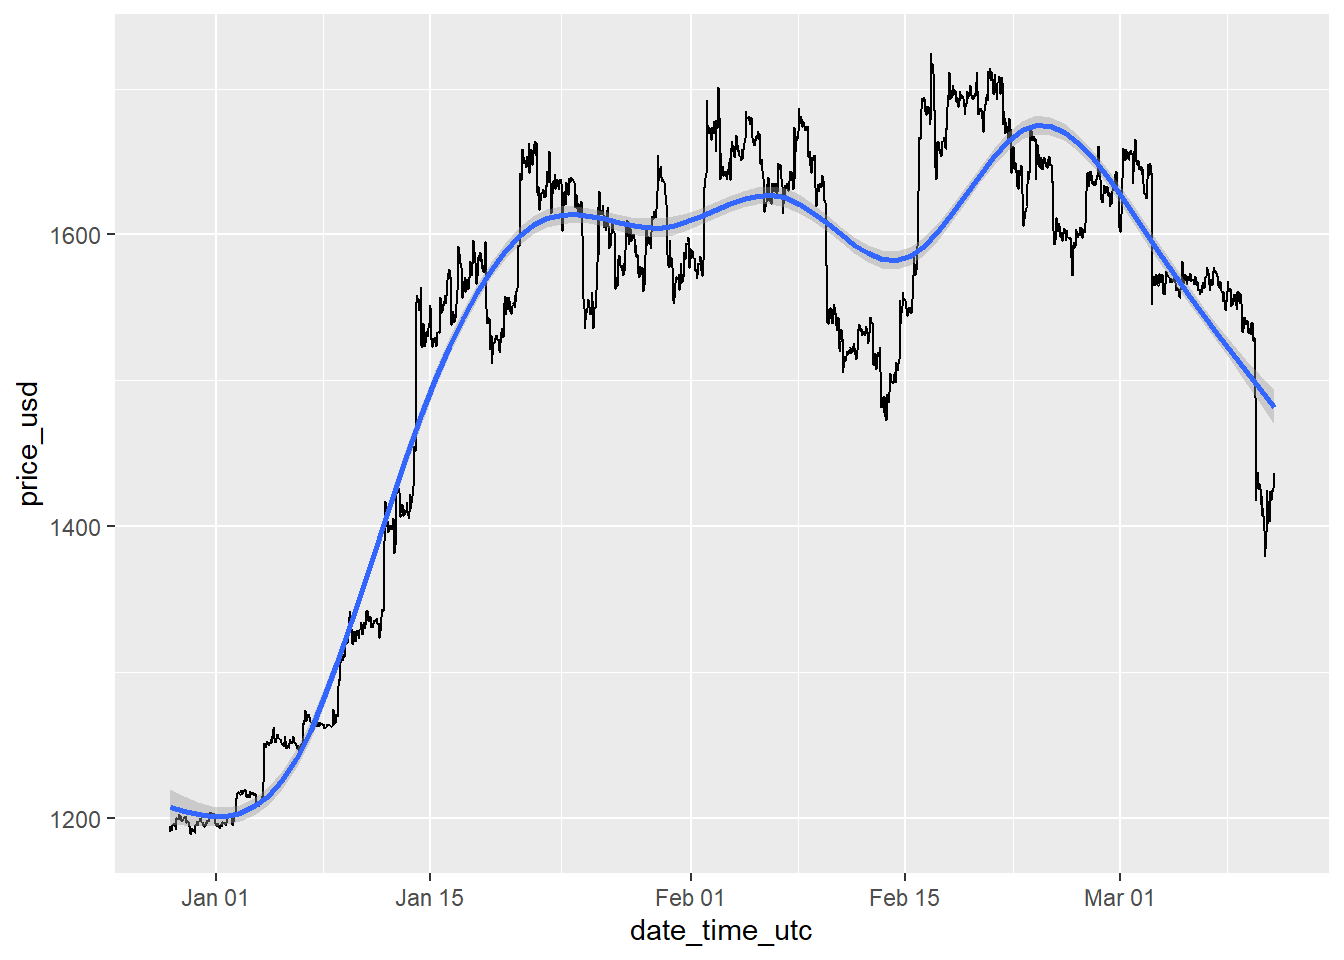 price_usd
1600
1400
1200
Jan 01
Jan 15
Feb 01
Feb 15
Mar 01
date_time_utc